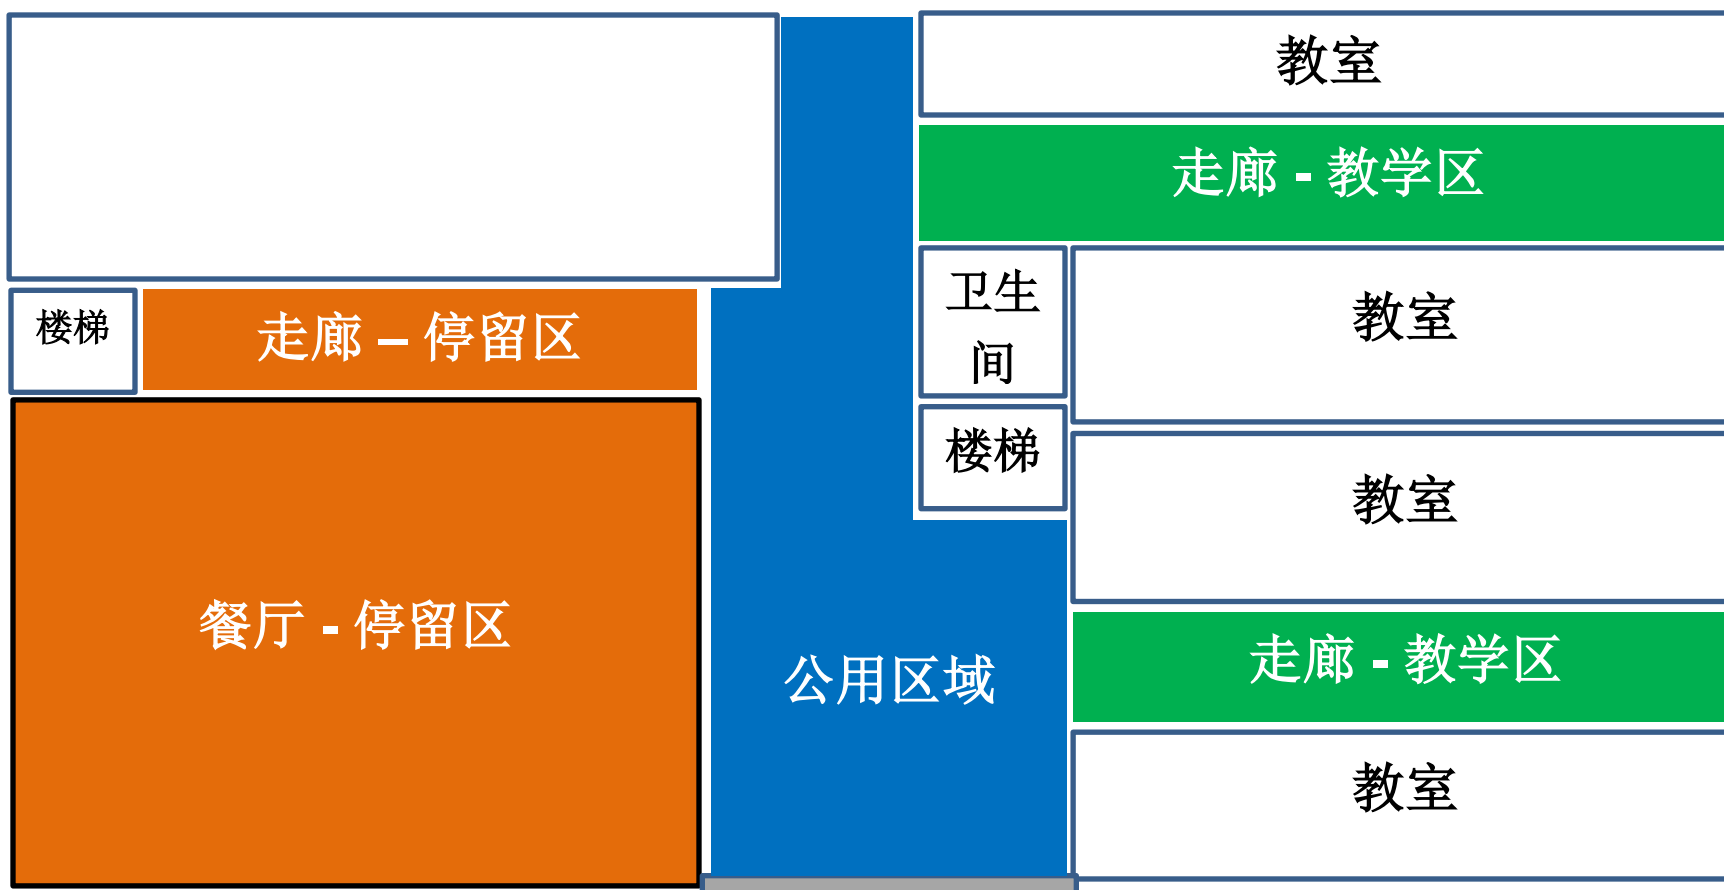 教室
走廊 - 教学区
卫生
间
教室
楼梯
走廊 – 停留区
楼梯
教室
餐厅 - 停留区
公用区域
走廊 - 教学区
教室